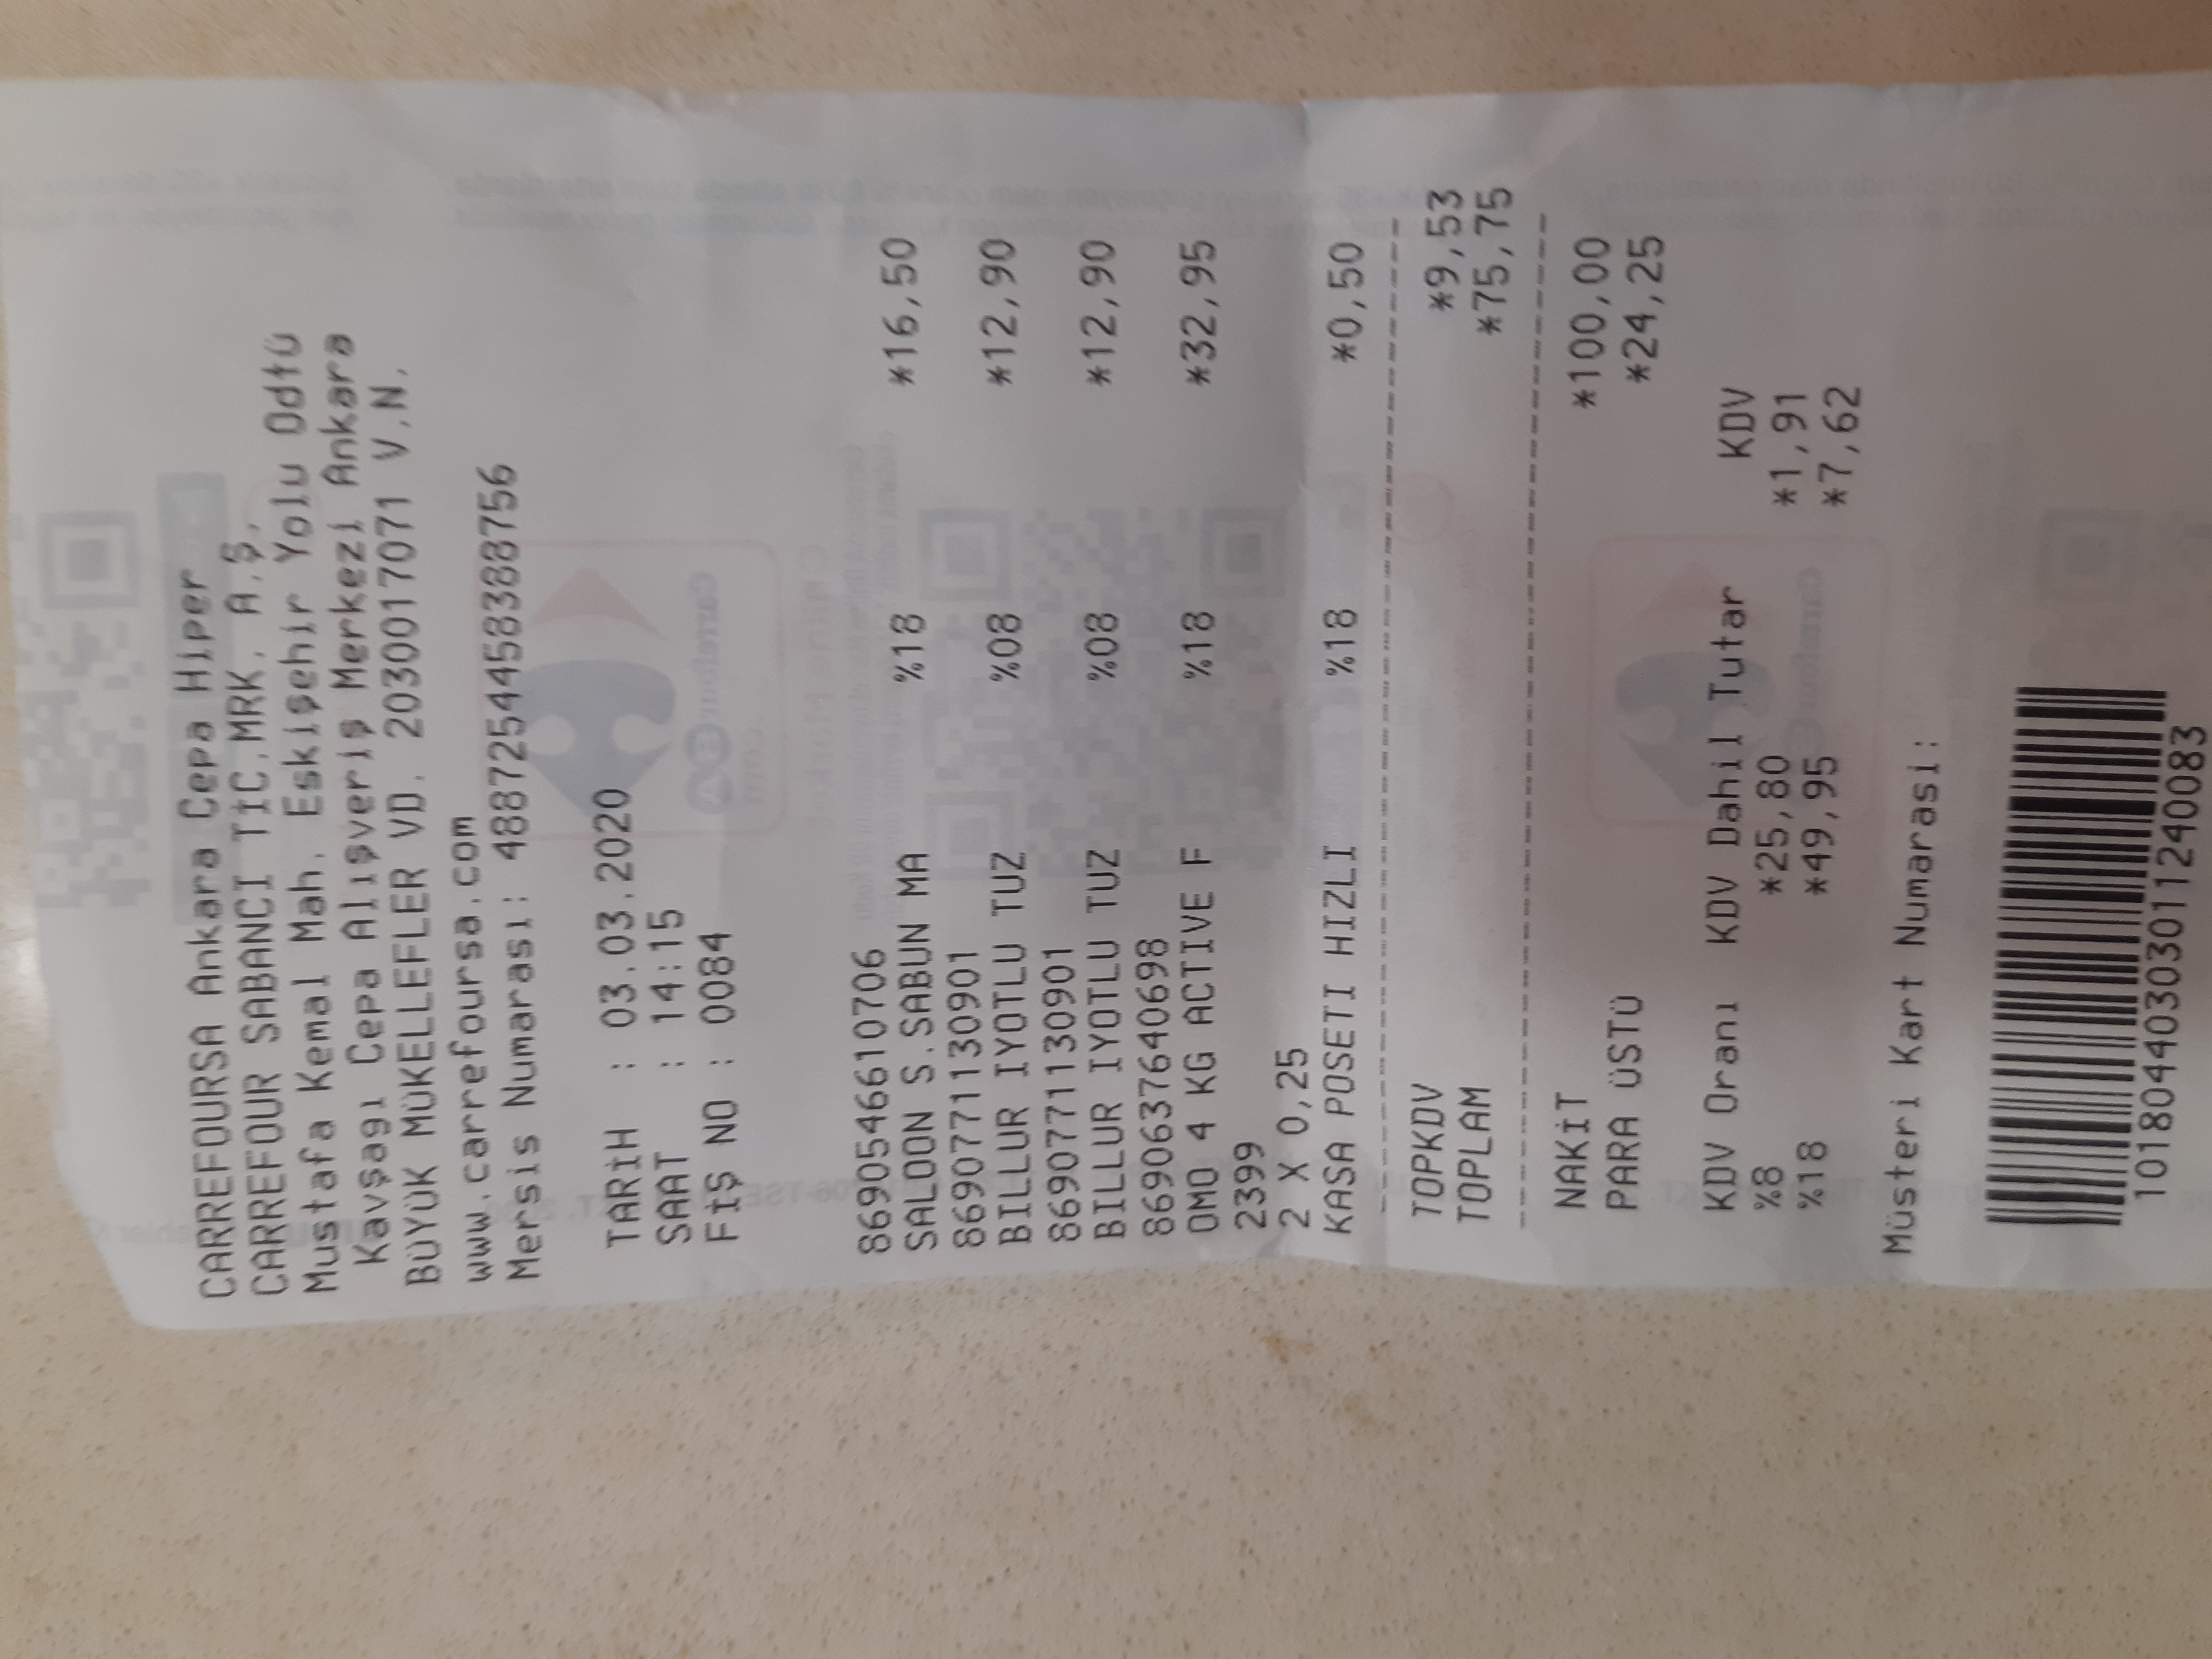 CARREFOURSA Ankara Cepa Hiper
CARREFOUR SABANCI TİC.MRK. A.Ş.
Mustafa Kemal Mah. Eskişehir Yolu Odtü
Kavşağı Cepa Alışveriş Merkezi Ankara
BÜYÜK MÜKELLEFLER VD. 2030017071 V.N.
www.carrefoursa.com
Mersis Numarası: 4887254458388756
TARİH : 03.03.2020
SAAT : 14:15
FİŞ NO : 0084
8690546610706
SALOON S.SABUN MA %18 *16,50
8690771130901
BILLUR IYOTLU TUZ %08 *12,90
8690771130901
BILLUR IYOTLU TUZ %08 *12,90
8690637640698
OMO 4 KG ACTIVE F %18 *32,95
2399
2 X 0,25
KASA POSETI HIZLI %18 *0,50
TOPKDV *9,53
TOPLAM *75,75
NAKİT *100,00
PARA ÜSTÜ *24,25
KDV Oranı KDV Dahil Tutar KDV
%8 *25,80 *1,91
%18 *49,95 *7,62
Müşteri Kart Numarası:
10180440303011240083